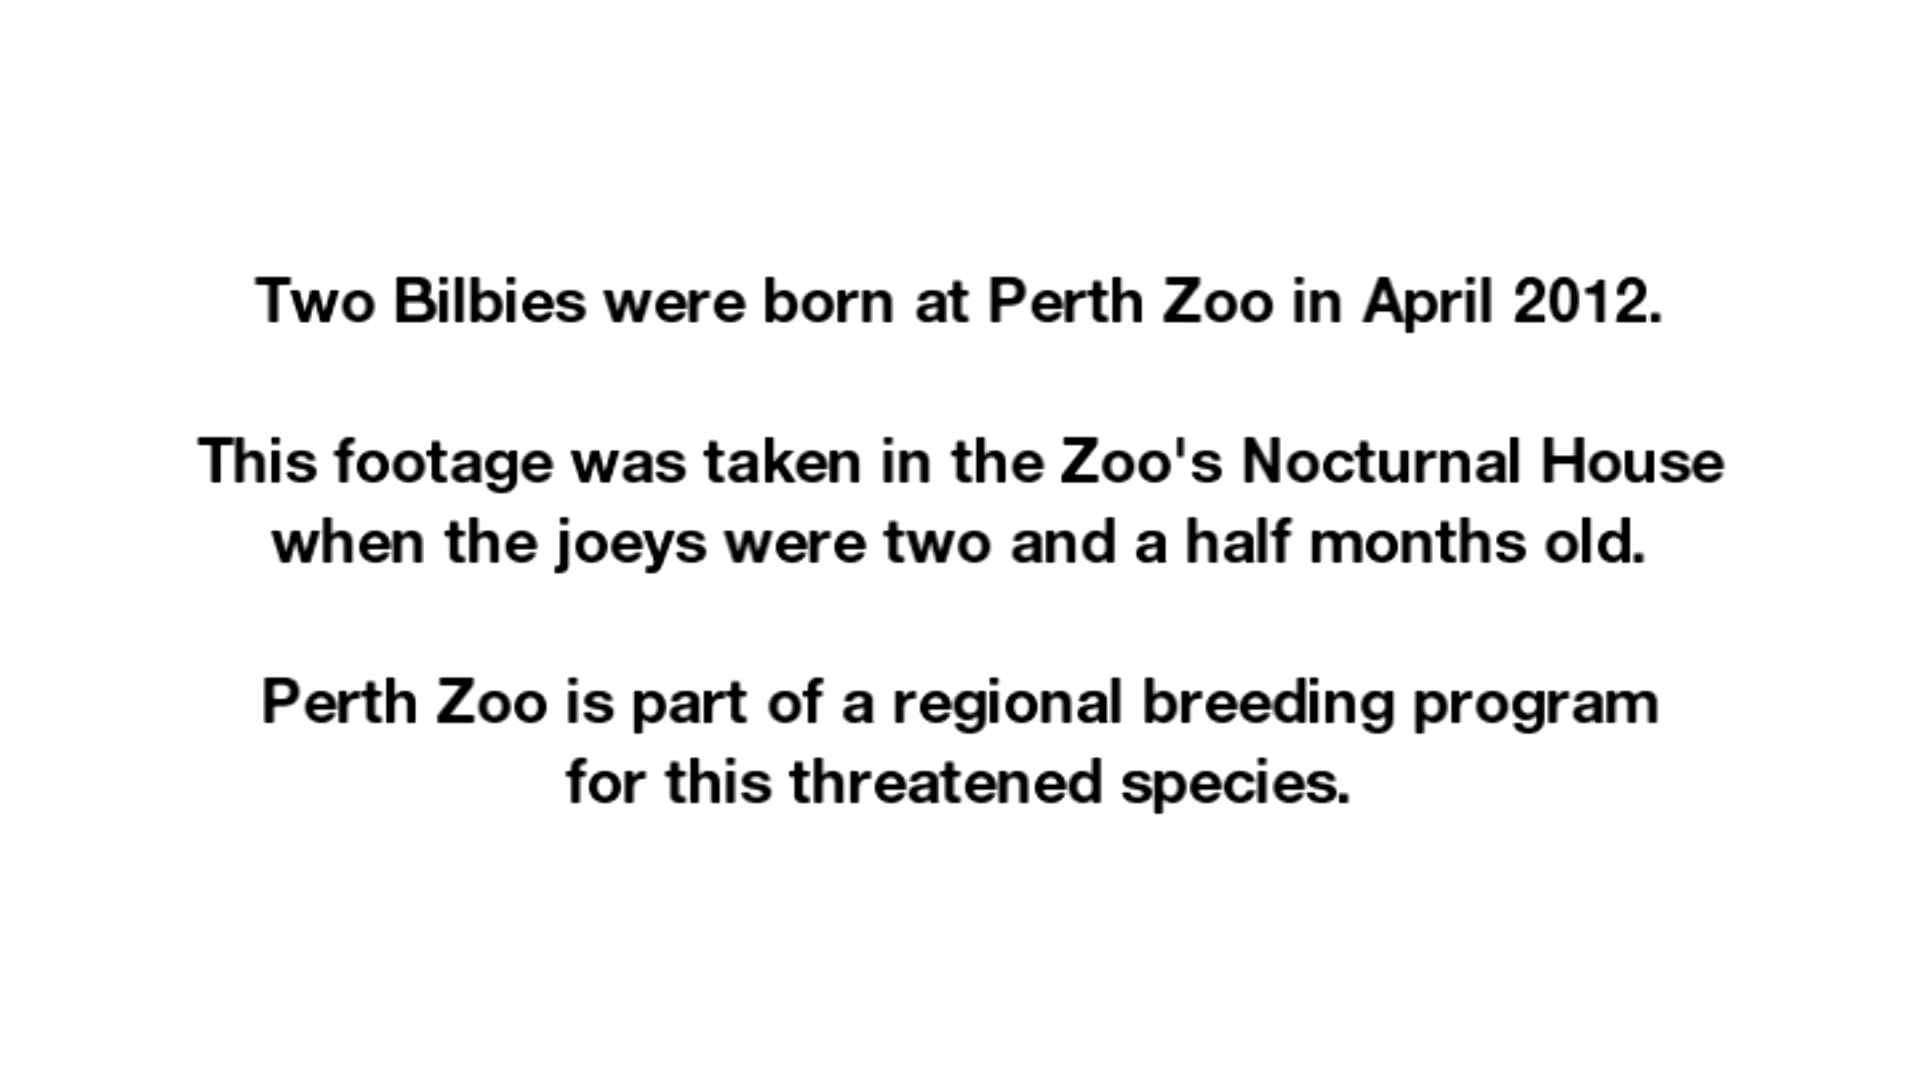 Two Bilbies were born at Perth Zoo in April 2012.
This footage was taken in the Zoo's Nocturnal House
when the joeys were two and a half months old.
Perth Zoo is part of a regional breeding program
for this threatened species.